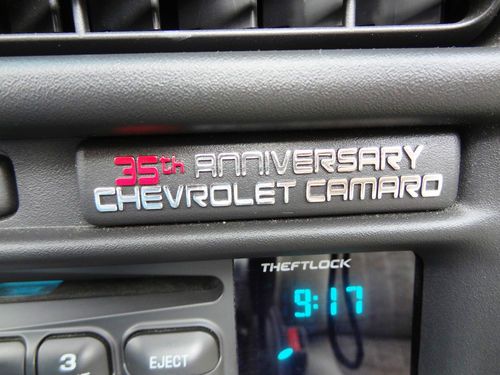 35th ANNIVERSARY
CHEVROLET CAMARO
THEFTLOCK
9:17
3
EJECT